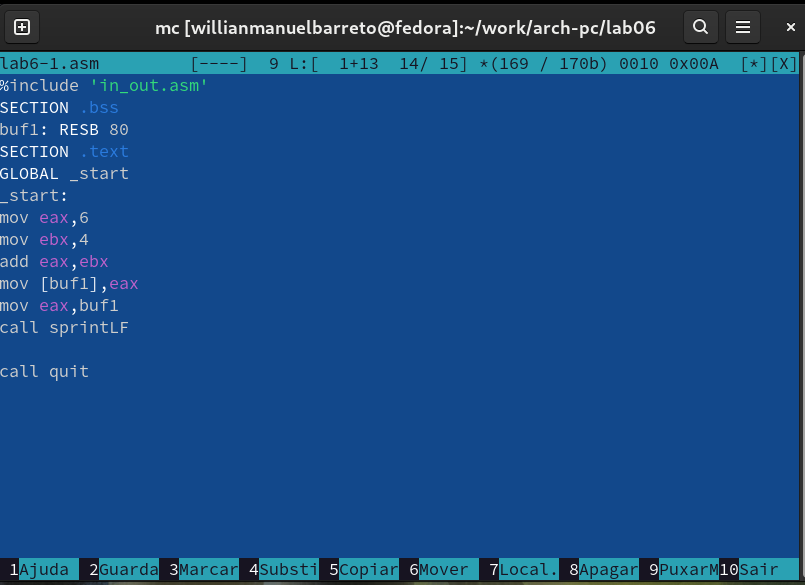 mc [willianmanuelbarreto@fedora]:~/work/arch-pc/lab06
lab6-1.asm [----] 9 L:[ 1+13 14/ 15] *(169 / 170b) 0010 0x00A [*][X]
%include 'in_out.asm'
SECTION .bss
buf1: RESB 80
SECTION .text
GLOBAL _start
_start:
mov eax,6
mov ebx,4
add eax,ebx
mov [buf1],eax
mov eax,buf1
call sprintLF
call quit
1Ajuda 2Guarda 3Marcar 4Substi 5Copiar 6Mover 7Local. 8Apagar 9PuxarM 10Sair